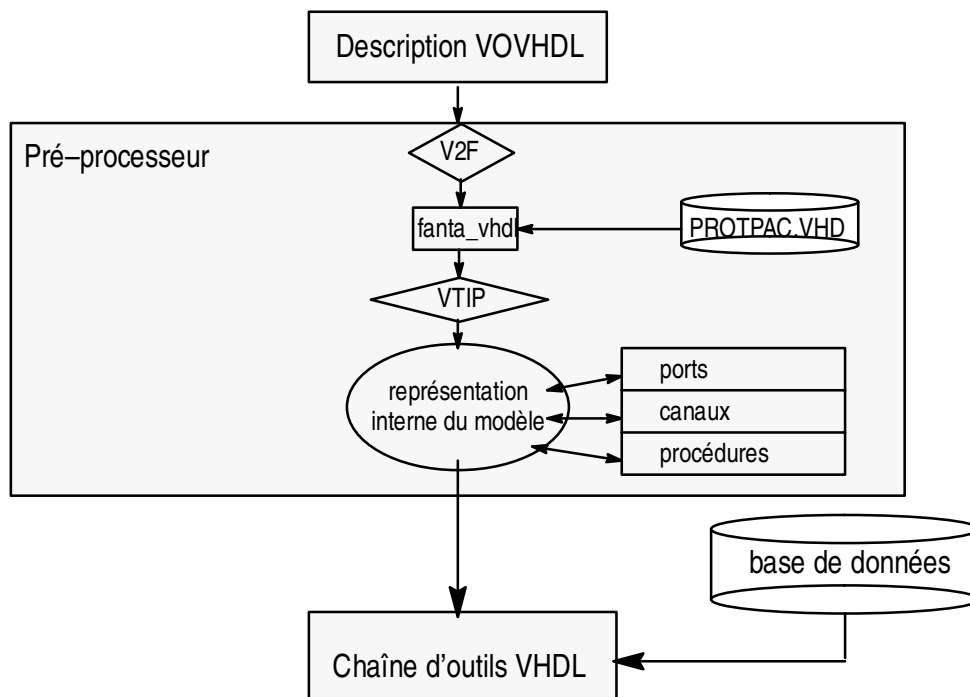 Description VOVHDL
Pré–processeur
V2F
fanta_vhdl
PROTPAC.VHD
VTIP
représentation
interne du modèle
ports
canaux
procédures
base de données
Chaîne d'outils VHDL